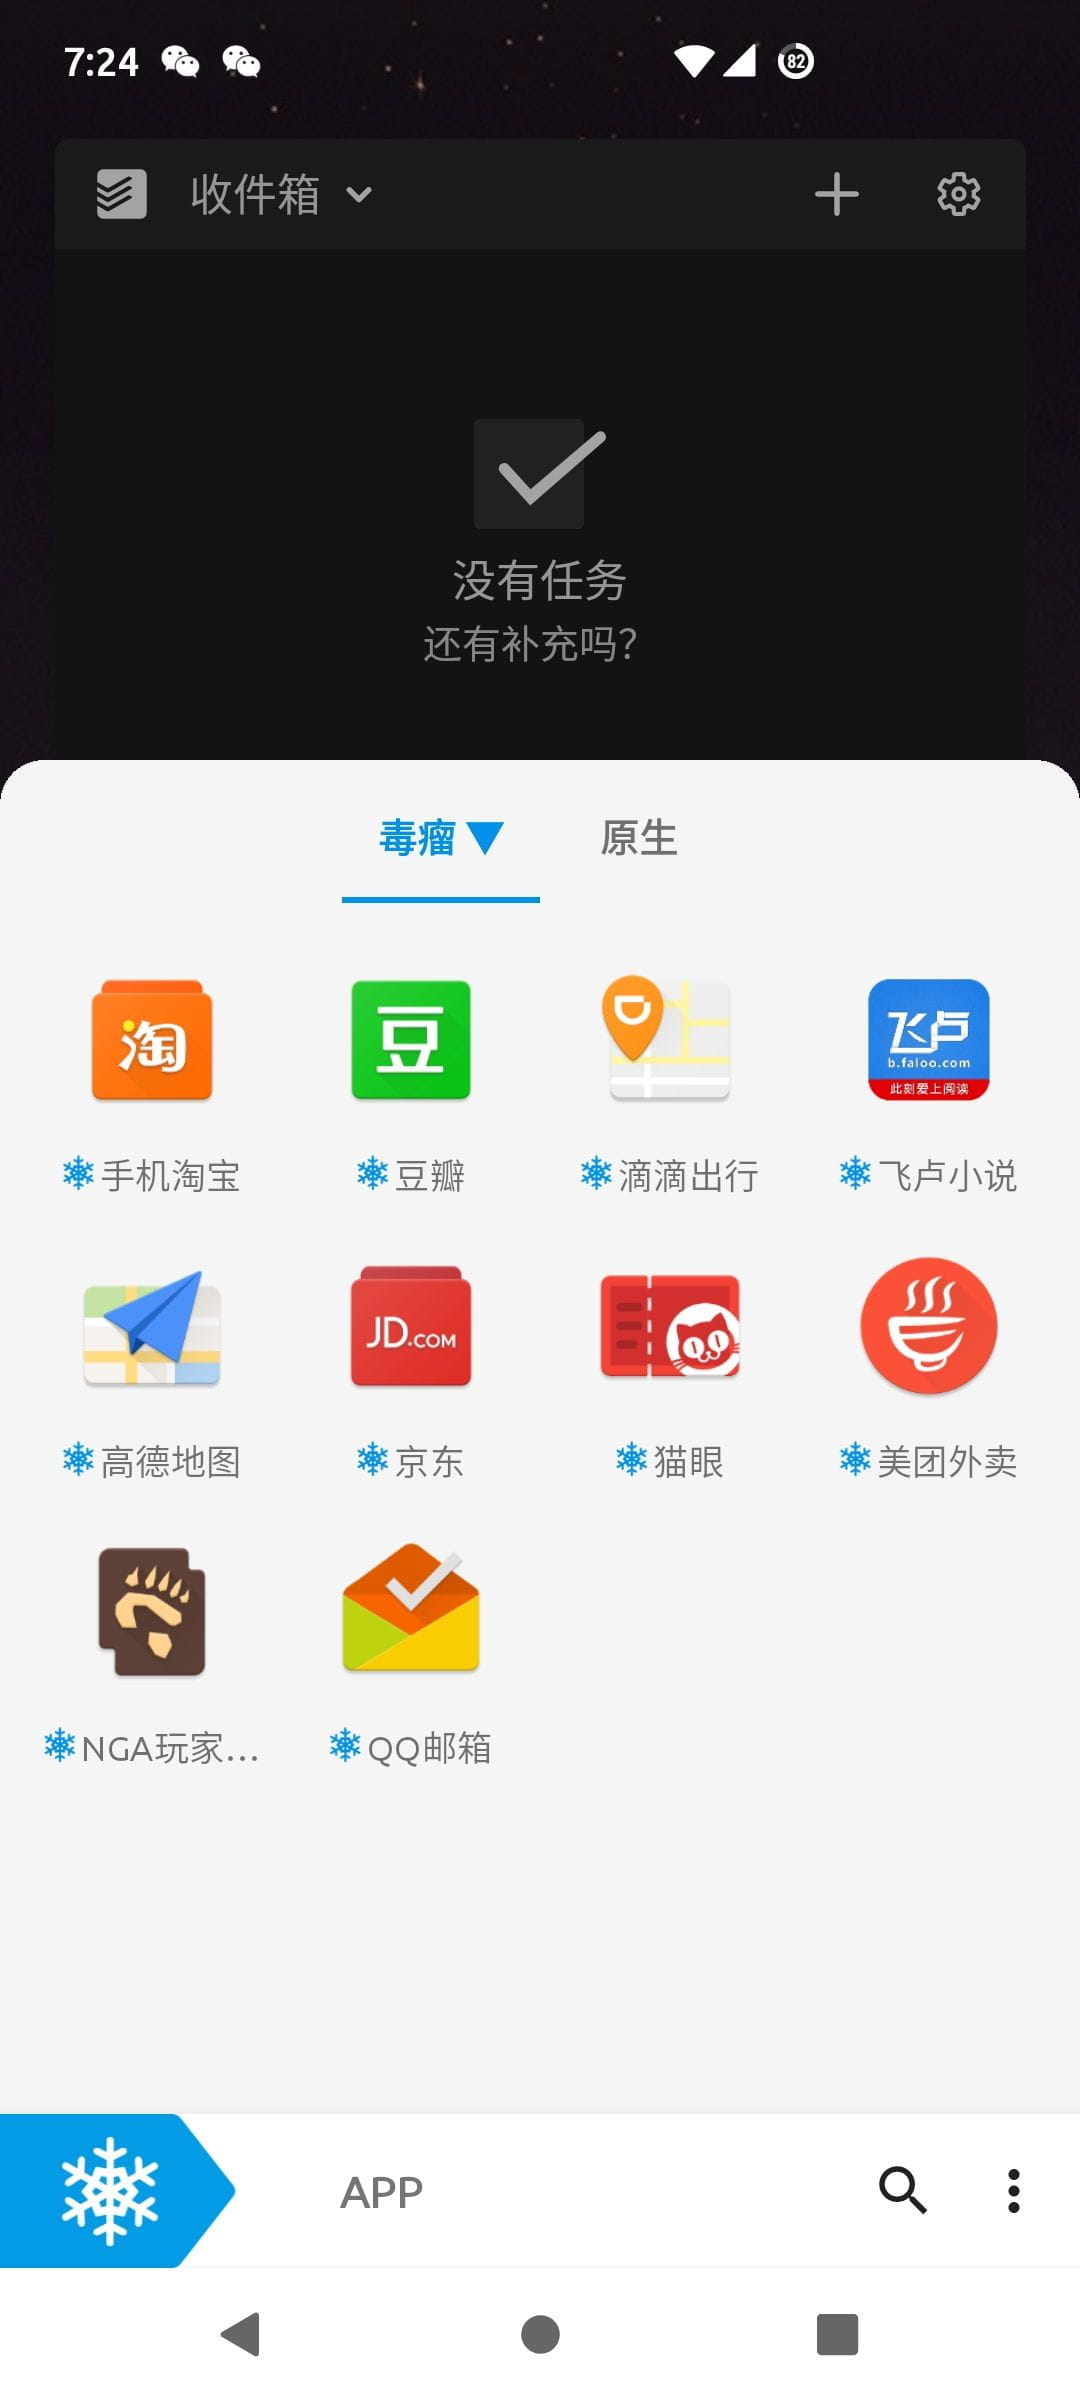 7:24
82
收件箱
没有任务
还有补充吗?
毒瘤▼
原生
淘
豆
飞卢
b.faloo.com
此刻爱上阅读
手机淘宝
豆瓣
滴滴出行
飞卢小说
JD.COM
高德地图
京东
猫眼
美团外卖
NGA玩家...
QQ邮箱
APP